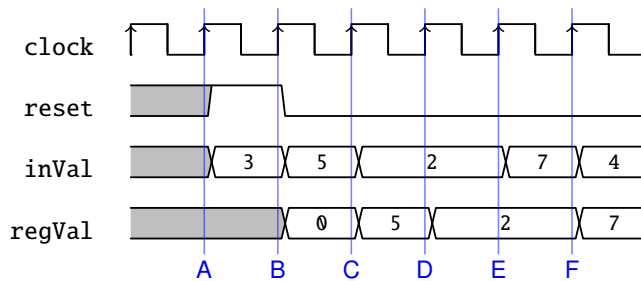 clock
reset
inVal 3 5 2 7 4
regVal 0 5 2 7
A B C D E F